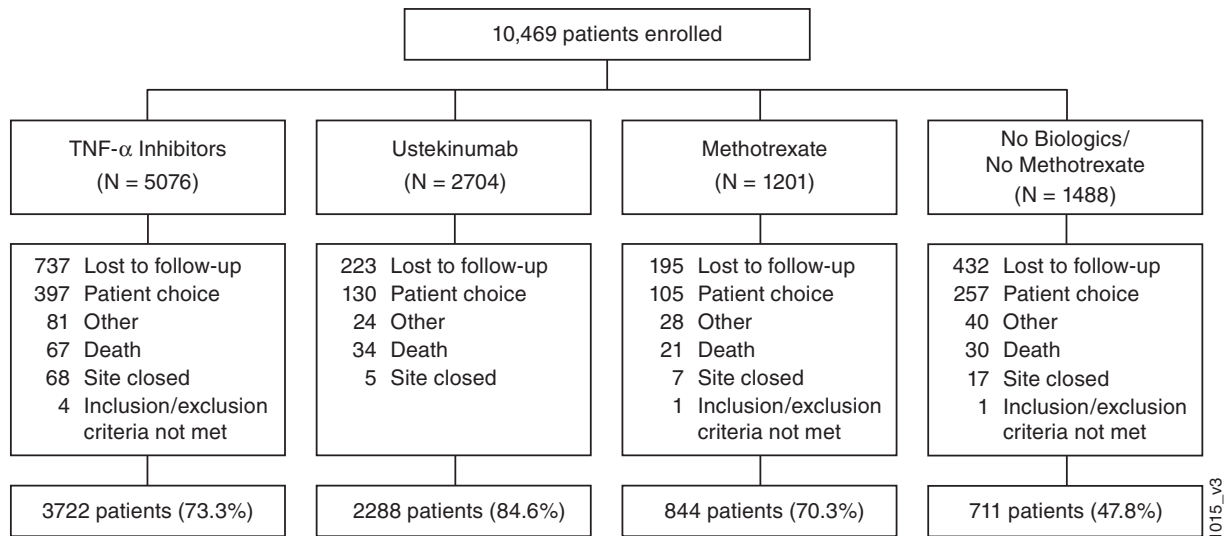 10,469 patients enrolled
TNF-α Inhibitors
(N = 5076)
Ustekinumab
(N = 2704)
Methotrexate
(N = 1201)
No Biologics/
No Methotrexate
(N = 1488)
737 Lost to follow-up
397 Patient choice
81 Other
67 Death
68 Site closed
4 Inclusion/exclusion
criteria not met
223 Lost to follow-up
130 Patient choice
24 Other
34 Death
5 Site closed
195 Lost to follow-up
105 Patient choice
28 Other
21 Death
7 Site closed
1 Inclusion/exclusion
criteria not met
432 Lost to follow-up
257 Patient choice
40 Other
30 Death
17 Site closed
1 Inclusion/exclusion
criteria not met
3722 patients (73.3%)
2288 patients (84.6%)
844 patients (70.3%)
711 patients (47.8%)
1015_v3